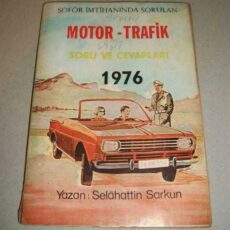 ŞOFÖR İMTİHANINDA SORULAN
MOTOR - TRAFİK
SORU VE CEVAPLARI
1976
Yazan: Selâhattin Sarkun